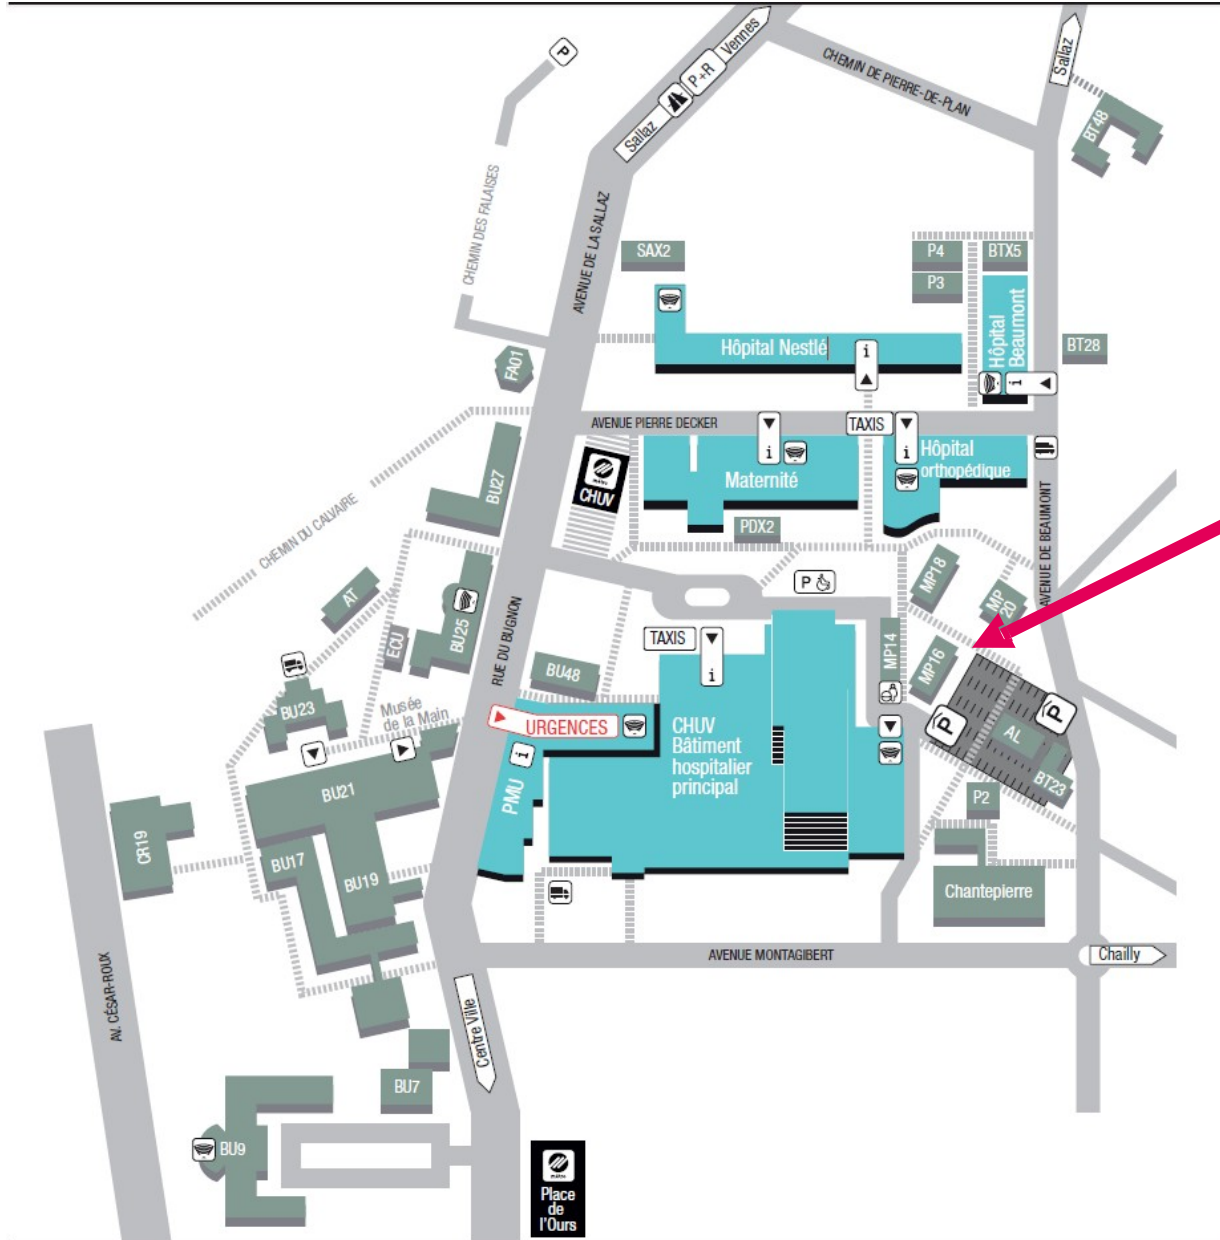 P
Vennes
P+R
Sallaz
CHEMIN DE PIERRE-DE-PLAN
Sallaz
BT48
CHEMIN DES FALAISES
AVENUE DE LA SALLAZ
SAX2
P4
BTX5
P3
Hôpital Nestlé
i
Hôpital
Beaumont
i
BT28
FA01
AVENUE PIERRE DECKER
TAXIS
i
i
Hôpital
orthopédique
Maternité
métro
CHUV
BU27
PDX2
CHEMIN DU CALVAIRE
AVENUE DE BEAUMONT
P
MP18
MP
20
AT
ECU
BU25
RUE DU BUGNON
TAXIS
i
MP14
MP16
BU48
BU23
Musée
de la Main
URGENCES
i
PMU
CHUV
Bâtiment
hospitalier
principal
P
P
AL
BT23
P2
BU21
CR19
BU17
BU19
Chantepierre
AVENUE MONTAGIBERT
Chailly
AV. CÉSAR-ROUX
Centre Ville
BU7
BU9
métro
Place
de
l'Ours